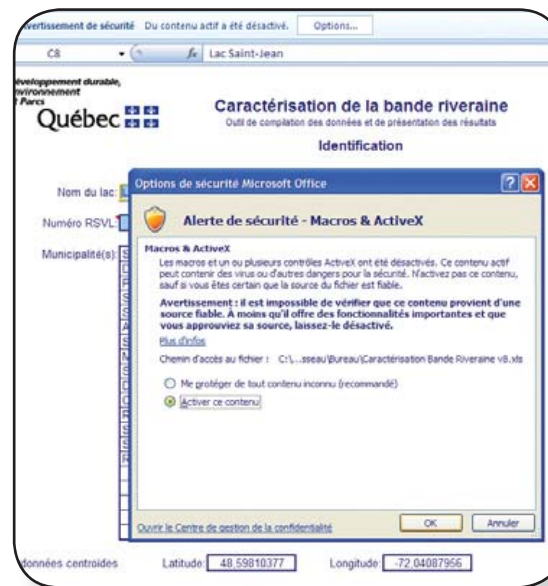 Avertissement de sécurité Du contenu actif a été désactivé. Options...
C8 fx Lac Saint-Jean
Développement durable,
Environnement
et Parcs
Québec
Caractérisation de la bande riveraine
Outil de compilation des données et de présentation des résultats
Identification
Nom du lac:
Numéro RSVL
Municipalité(s):
Options de sécurité Microsoft Office
Alerte de sécurité - Macros & ActiveX
Macros & ActiveX
Les macros et un ou plusieurs contrôles ActiveX ont été désactivés. Ce contenu actif
peut contenir des virus ou d'autres dangers pour la sécurité. N'activez pas ce contenu,
sauf si vous êtes certain que la source du fichier est fiable.
Avertissement : il est impossible de vérifier que ce contenu provient d'une
source fiable. À moins qu'il offre des fonctionnalités importantes et que
vous approuviez sa source, laissez-le désactivé.
Plus d'infos
Chemin d'accès au fichier : C:\...sseau\Bureau\Caractérisation Bande Riveraine v8.xls
Me protéger de tout contenu inconnu (recommandé)
Activer ce contenu
Ouvrir le Centre de gestion de la confidentialité
OK Annuler
données centroides Latitude: 48,59810377 Longitude: -72,04087956